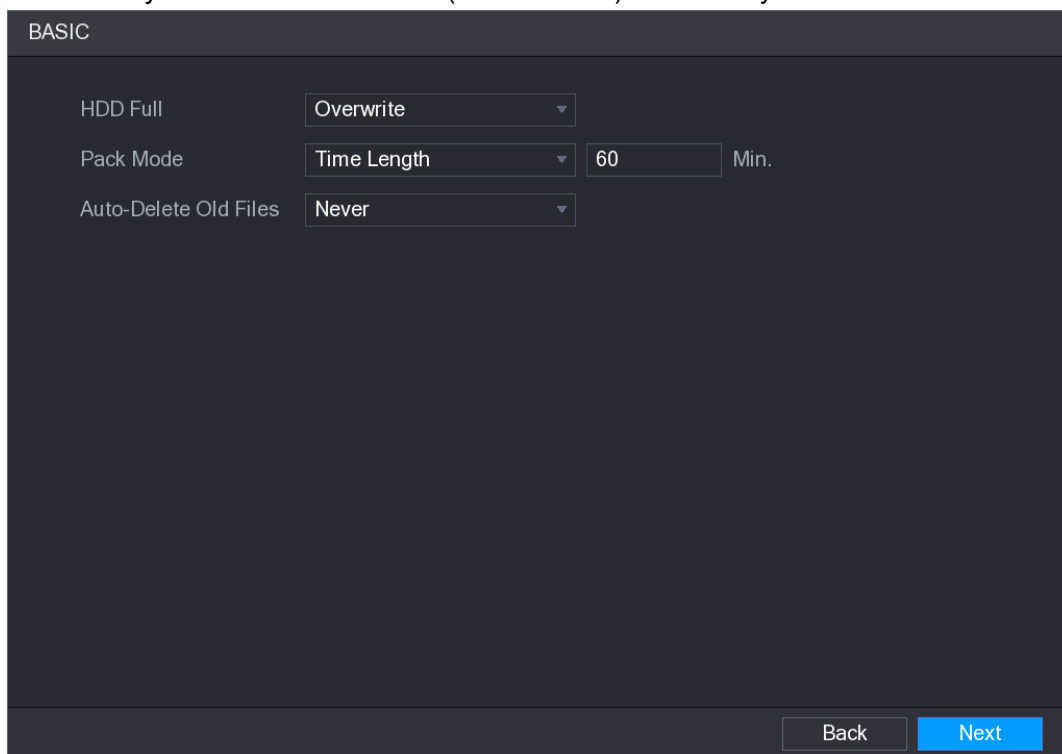 BASIC
HDD Full Overwrite
Pack Mode Time Length 60 Min.
Auto-Delete Old Files Never
Back Next